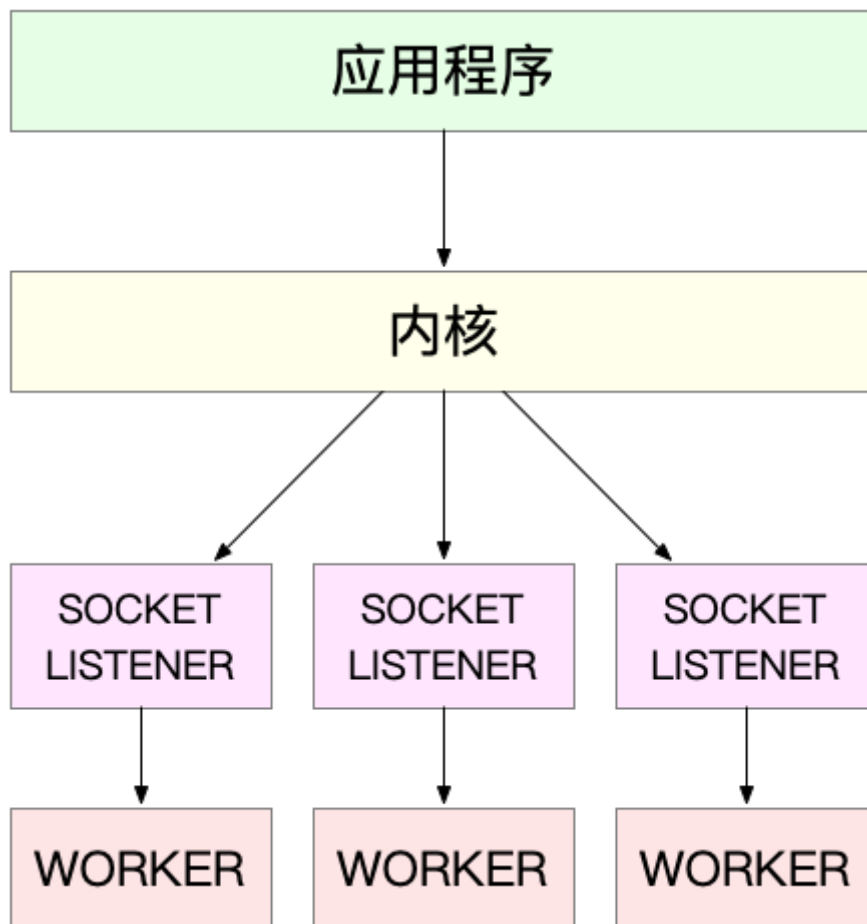 应用程序
内核
SOCKET
LISTENER
SOCKET
LISTENER
SOCKET
LISTENER
WORKER
WORKER
WORKER